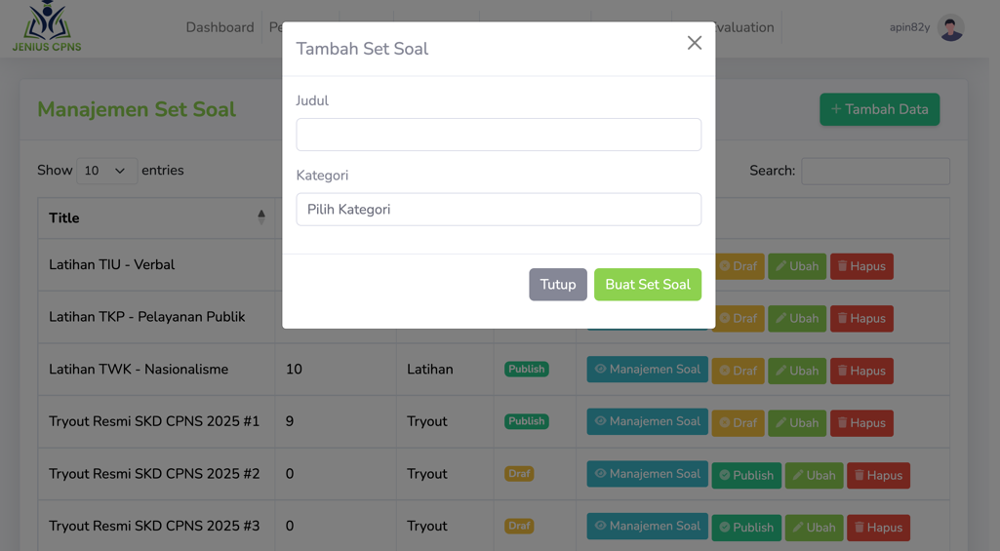 JENIUS CPNS
Dashboard
valuation
apin82y
Tambah Set Soal
Judul
Kategori
Pilih Kategori
Tutup
Buat Set Soal
Manajemen Set Soal
+ Tambah Data
Show 10 entries
Search:
Title
Latihan TIU - Verbal Draf Ubah Hapus
Latihan TKP - Pelayanan Publik Draf Ubah Hapus
Latihan TWK - Nasionalisme 10 Latihan Publish Manajemen Soal Draf Ubah Hapus
Tryout Resmi SKD CPNS 2025 #1 9 Tryout Publish Manajemen Soal Draf Ubah Hapus
Tryout Resmi SKD CPNS 2025 #2 0 Tryout Draf Manajemen Soal Publish Ubah Hapus
Tryout Resmi SKD CPNS 2025 #3 0 Tryout Draf Manajemen Soal Publish Ubah Hapus